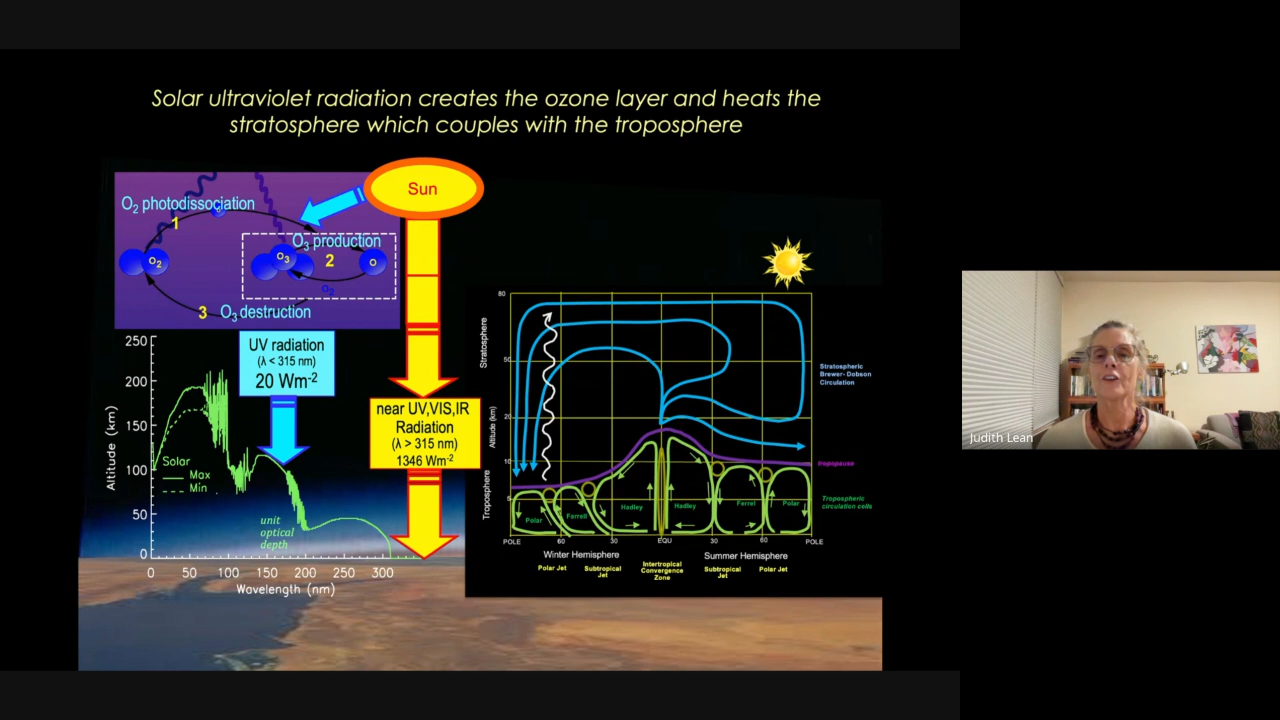 Solar ultraviolet radiation creates the ozone layer and heats the
stratosphere which couples with the troposphere
Sun
O2 photodissociation
1
O3 production
O2
O3
2
O
O2
3
O3 destruction
UV radiation
(λ < 315 nm)
20 Wm-2
near UV,VIS,IR
Radiation
(λ > 315 nm)
1346 Wm-2
Altitude (km)
250
200
150
100
50
0
Solar
Max
Min
unit
optical
depth
0 50 100 150 200 250 300
Wavelength (nm)
Stratosphere
Altitude (km)
Troposphere
80
50
20
10
5
Stratospheric
Brewer- Dobson
Circulation
tropopause
Tropospheric
circulation cells
Polar
Farrell
Hadley
Hadley
Ferrel
Polar
POLE 60 30 EQU 30 60 POLE
Winter Hemisphere
Summer Hemisphere
Polar Jet
Subtropical
Jet
Intertropical
Convergence
Zone
Subtropical
Jet
Polar Jet
Judith Lean